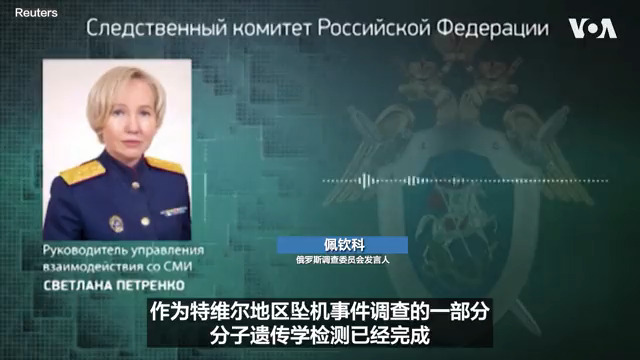 Reuters
Следственный комитет Российской Федерации
VOA
Руководитель управления
взаимодействия со СМИ
СВЕТЛАНА ПЕТРЕНКО
佩钦科
俄罗斯调查委员会发言人
作为特维尔地区坠机事件调查的一部分
分子遗传学检测已经完成